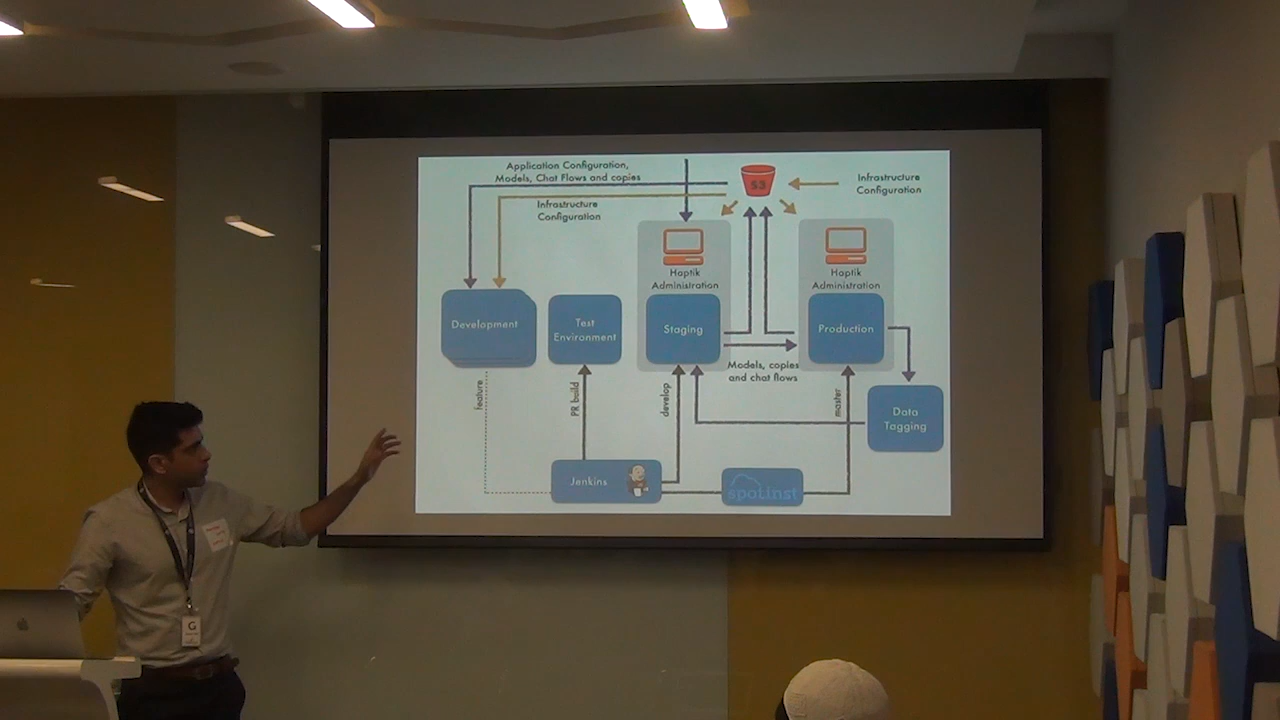 Application Configuration,
Models, Chat Flows and copies
S3
Infrastructure
Configuration
Infrastructure
Configuration
Haptik
Administration
Haptik
Administration
Development
Test
Environment
Staging
Production
Models, copies
and chat flows
feature
PR build
develop
master
Data
Tagging
Jenkins
spotinst
G